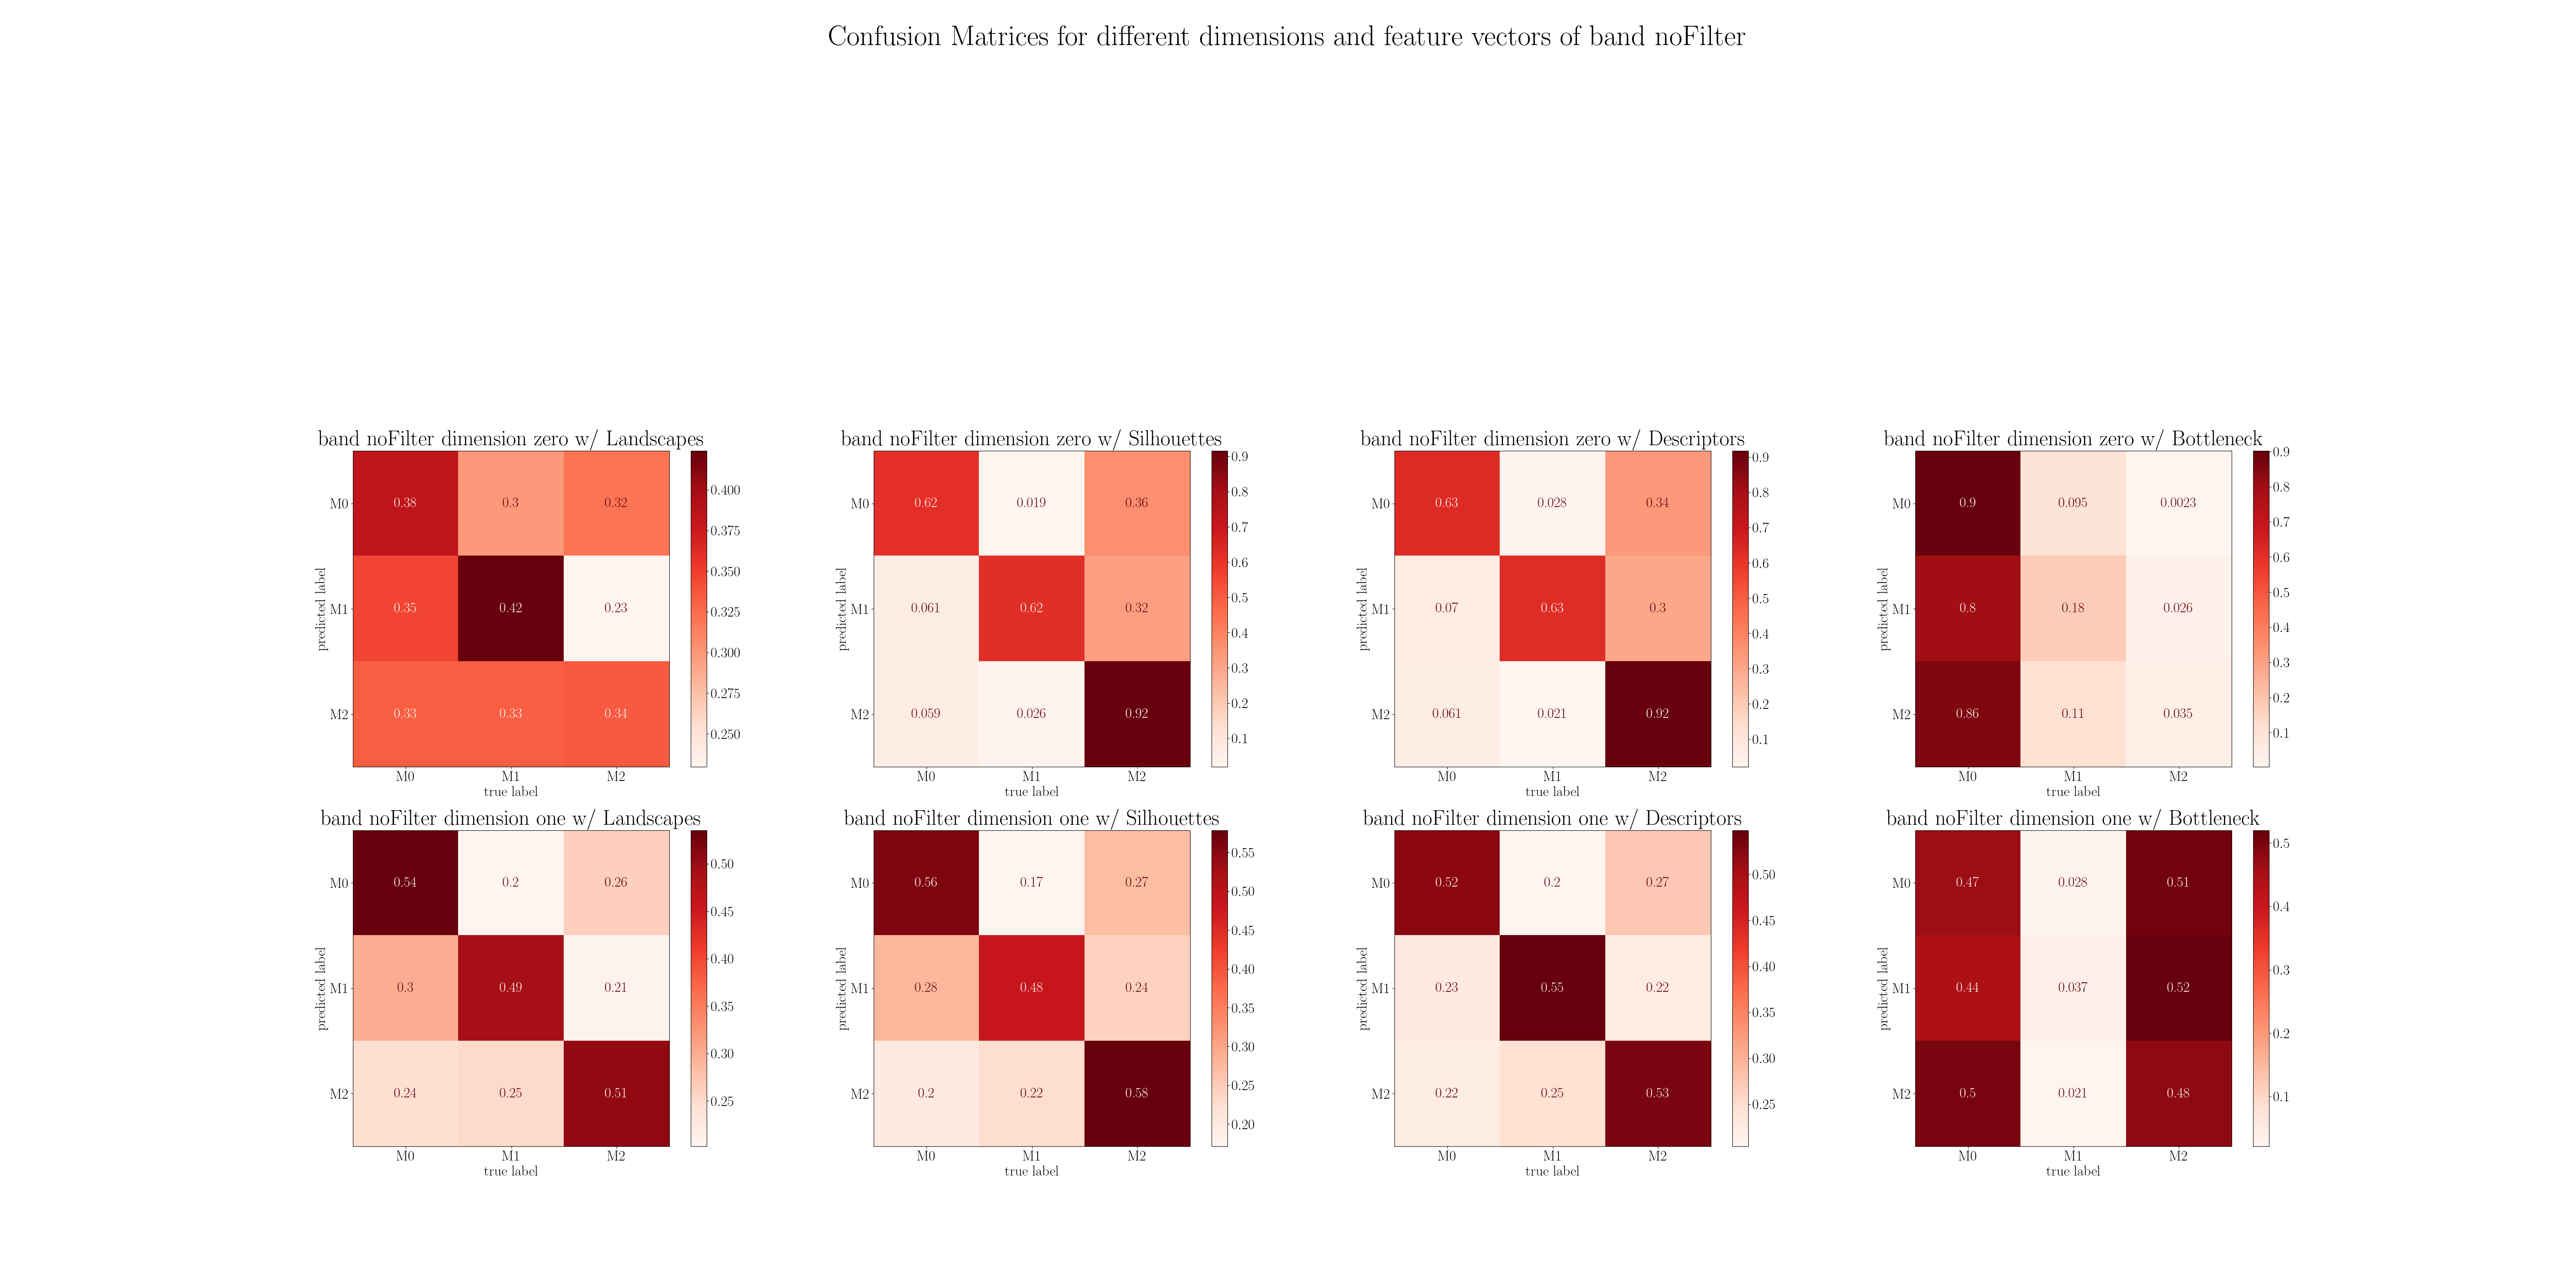 Confusion Matrices for different dimensions and feature vectors of band noFilter
band noFilter dimension zero w/ Landscapes
M0
M1
M2
predicted label
0.38 0.3 0.32
0.35 0.42 0.23
0.33 0.33 0.34
M0 M1 M2
true label
0.400
0.375
0.350
0.325
0.300
0.275
0.250
band noFilter dimension zero w/ Silhouettes
M0
M1
M2
predicted label
0.62 0.019 0.36
0.061 0.62 0.32
0.059 0.026 0.92
M0 M1 M2
true label
0.9
0.8
0.7
0.6
0.5
0.4
0.3
0.2
0.1
band noFilter dimension zero w/ Descriptors
M0
M1
M2
predicted label
0.63 0.028 0.34
0.07 0.63 0.3
0.061 0.021 0.92
M0 M1 M2
true label
0.9
0.8
0.7
0.6
0.5
0.4
0.3
0.2
0.1
band noFilter dimension zero w/ Bottleneck
M0
M1
M2
predicted label
0.9 0.095 0.0023
0.8 0.18 0.026
0.86 0.11 0.035
M0 M1 M2
true label
0.9
0.8
0.7
0.6
0.5
0.4
0.3
0.2
0.1
band noFilter dimension one w/ Landscapes
M0
M1
M2
predicted label
0.54 0.2 0.26
0.3 0.49 0.21
0.24 0.25 0.51
M0 M1 M2
true label
0.50
0.45
0.40
0.35
0.30
0.25
band noFilter dimension one w/ Silhouettes
M0
M1
M2
predicted label
0.56 0.17 0.27
0.28 0.48 0.24
0.2 0.22 0.58
M0 M1 M2
true label
0.55
0.50
0.45
0.40
0.35
0.30
0.25
0.20
band noFilter dimension one w/ Descriptors
M0
M1
M2
predicted label
0.52 0.2 0.27
0.23 0.55 0.22
0.22 0.25 0.53
M0 M1 M2
true label
0.50
0.45
0.40
0.35
0.30
0.25
band noFilter dimension one w/ Bottleneck
M0
M1
M2
predicted label
0.47 0.028 0.51
0.44 0.037 0.52
0.5 0.021 0.48
M0 M1 M2
true label
0.5
0.4
0.3
0.2
0.1